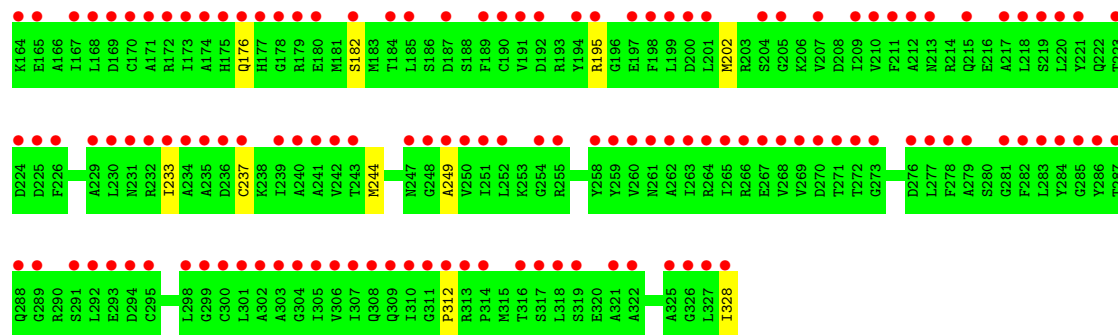 K164 E165 A166 I167 L168 D169 C170 A171 R172 I173 A174 H175 Q176 H177 G178 R179 E180 M181 S182 M183 T184 L185 S186 D187 S188 F189 C190 V191 D192 R193 Y194 R195 G196 E197 F198 L199 D200 L201 M202 R203 S204 G205 K206 V207 D208 I209 V210 F211 A212 N213 R214 Q215 E216 A217 L218 S219 L220 Y221 Q222 T223
D224 D225 F226 A229 L230 N231 R232 I233 A234 A235 D236 C237 K238 I239 A240 A241 V242 T243 M244 N247 G248 A249 V250 I251 L252 K253 G254 R255 Y258 Y259 V260 N261 A262 I263 R264 I265 R266 E267 V268 V269 D270 T271 T272 G273 D276 L277 F278 A279 S280 G281 F282 L283 Y284 G285 Y286 T287
Q288 G289 R290 S291 L292 E293 D294 C295 L298 G299 C300 L301 A302 A303 G304 I305 V306 I307 Q308 Q309 I310 G311 P312 R313 P314 M315 T316 S317 L318 S319 E320 A321 A322 A325 G326 L327 I328